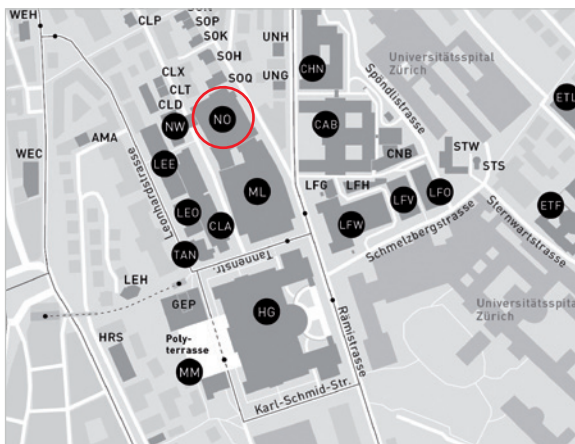 WEH
CLP
SOP
SOK
SOH
SOQ
UNH
UNG
CLX
CLT
CLD
NW
NO
CHN
CAB
Universitätsspital
Zürich
ETL
Spöndlistrasse
AMA
WEC
LEE
ML
LEO
CLA
TAN
Leonhardstrasse
Tannenstr.
LFG
LFH
CNB
STW
STS
LFW
LFV
LFO
ETF
Schmelzbergstrasse
Sternwartstrasse
LEH
GEP
HG
HRS
Poly-
terrasse
MM
Rämistrasse
Karl-Schmid-Str.
Universitätsspital
Zürich